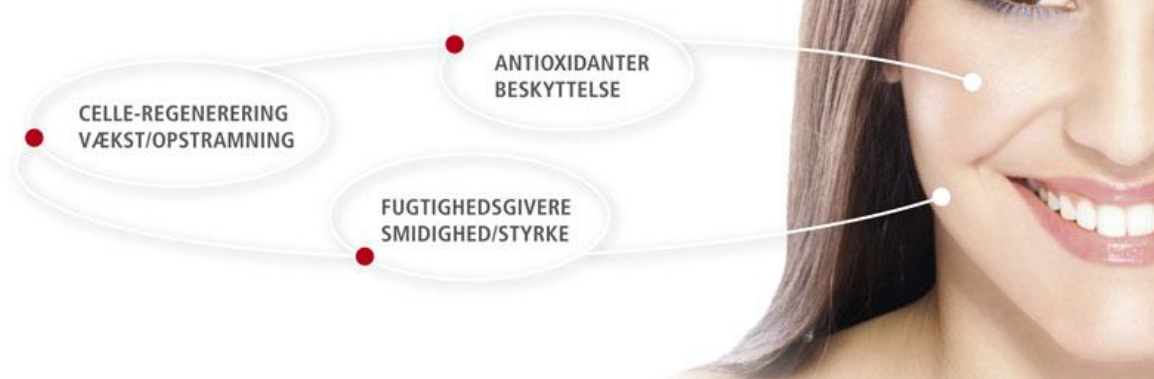 ANTIOXIDANTER
BESKYTTELSE
CELLE-REGENERERING
VÆKST/OPSTRAMNING
FUGTIGHEDSGIVERE
SMIDIGHED/STYRKE